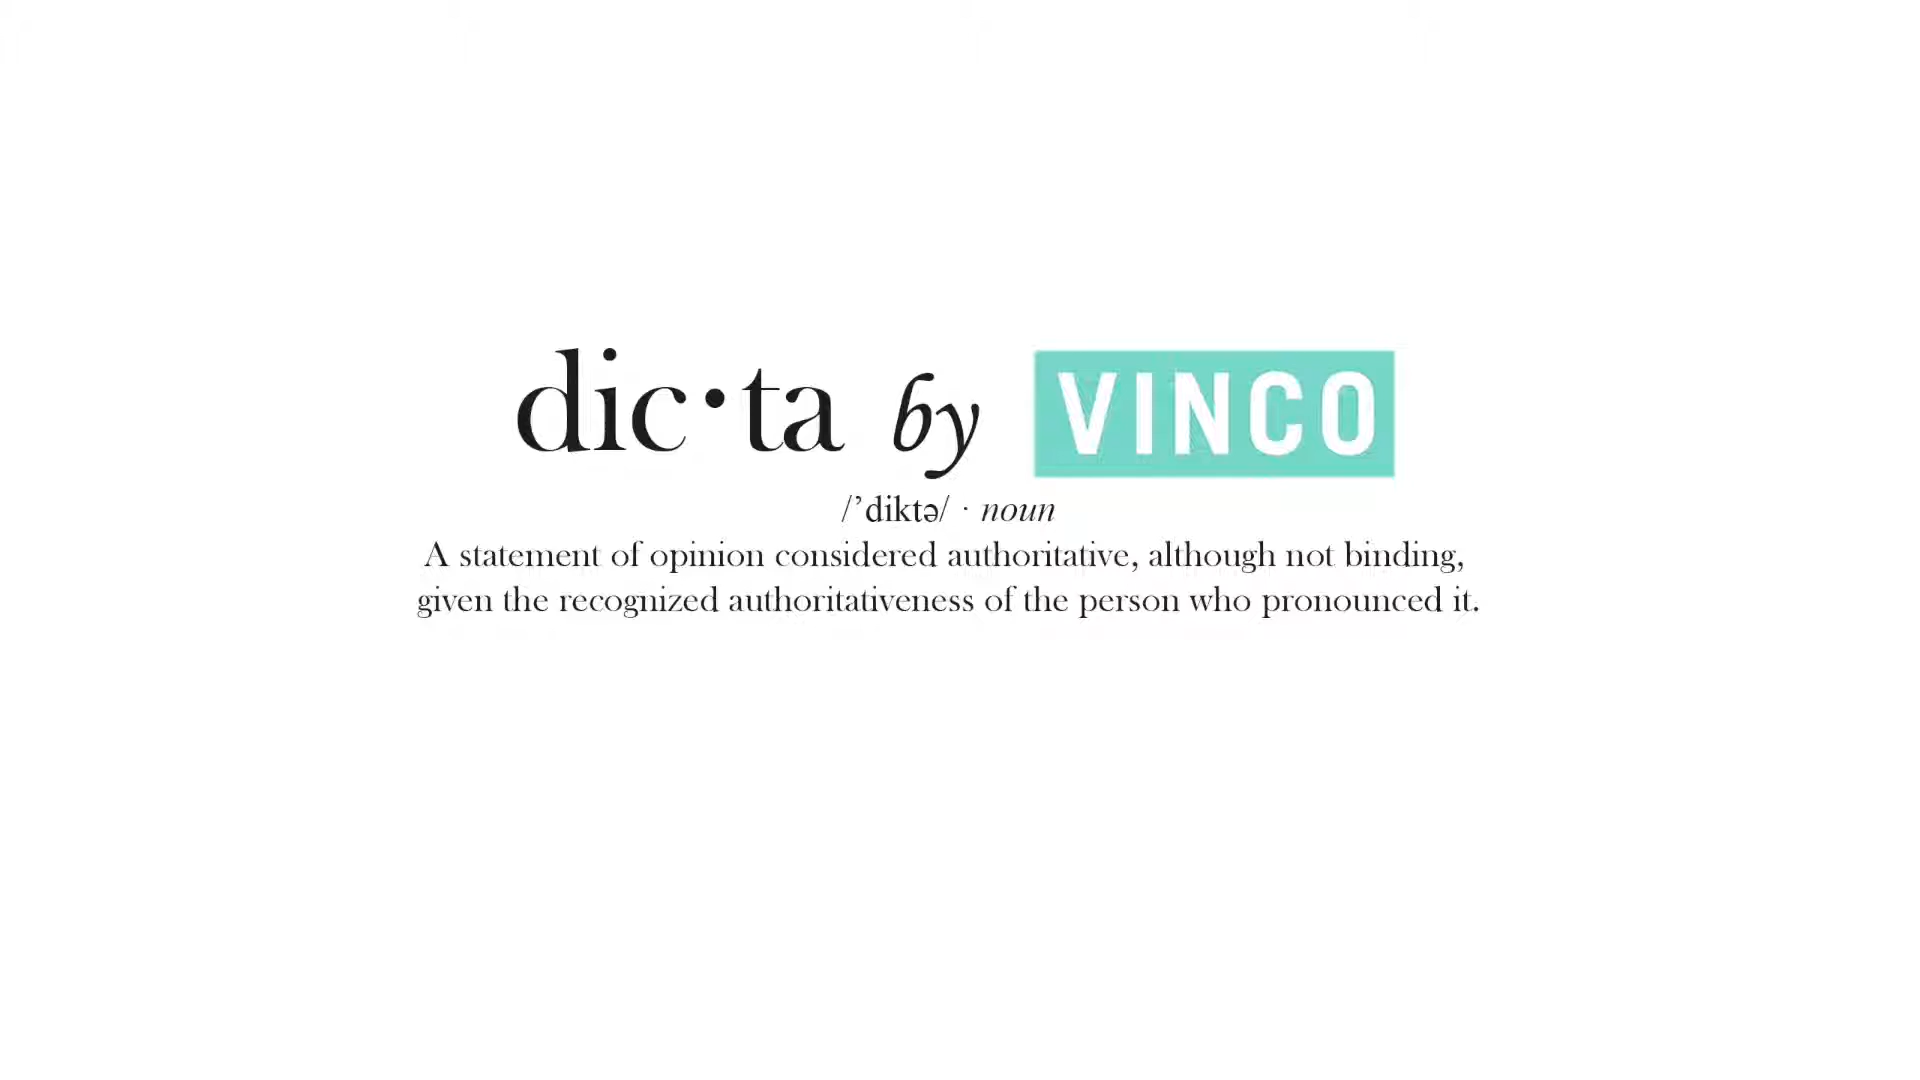 dic•ta by VINCO
/’diktə/ · noun
A statement of opinion considered authoritative, although not binding,
given the recognized authoritativeness of the person who pronounced it.